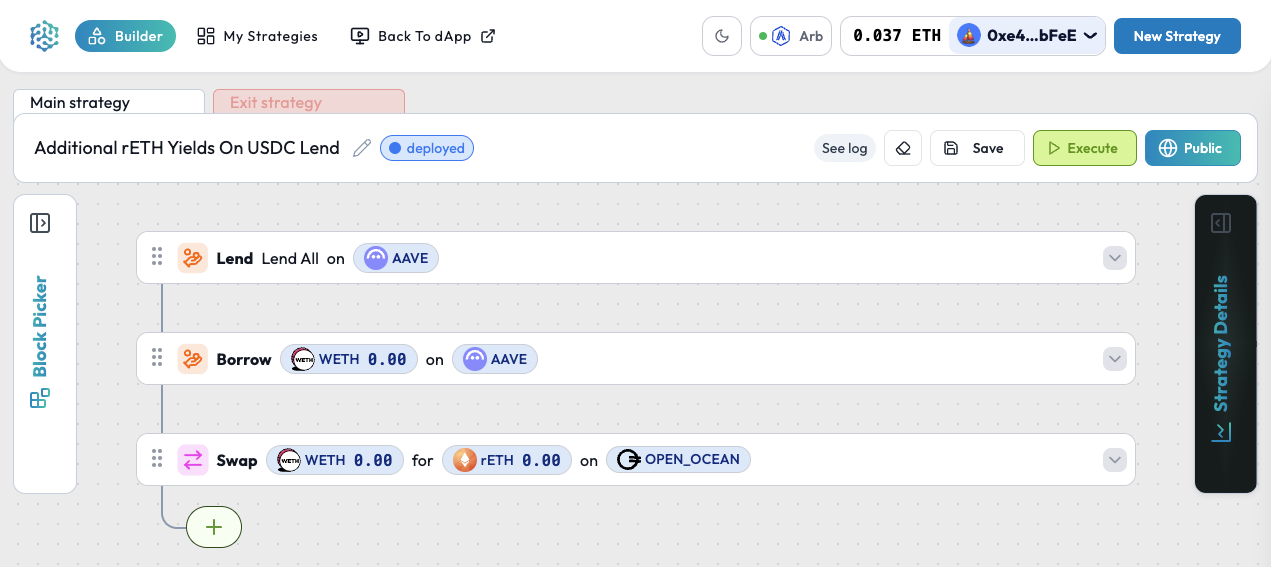 Builder
My Strategies
Back To dApp
Arb
0.037 ETH
0xe4...bFeE
New Strategy
Main strategy
Exit strategy
Additional rETH Yields On USDC Lend
deployed
See log
Save
Execute
Public
Block Picker
Lend Lend All on AAVE
Borrow WETH WETH 0.00 on AAVE
Swap WETH WETH 0.00 for rETH 0.00 on OPEN_OCEAN
Strategy Details